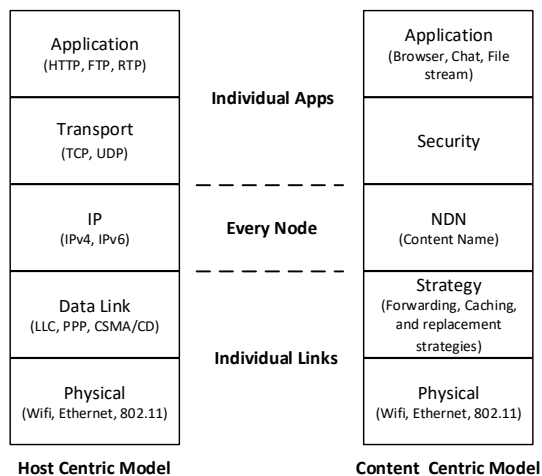 Application
(HTTP, FTP, RTP)
Transport
(TCP, UDP)
IP
(IPv4, IPv6)
Data Link
(LLC, PPP, CSMA/CD)
Physical
(Wifi, Ethernet, 802.11)
Host Centric Model
Individual Apps
Every Node
Individual Links
Application
(Browser, Chat, File
stream)
Security
NDN
(Content Name)
Strategy
(Forwarding, Caching,
and replacement
strategies)
Physical
(Wifi, Ethernet, 802.11)
Content Centric Model